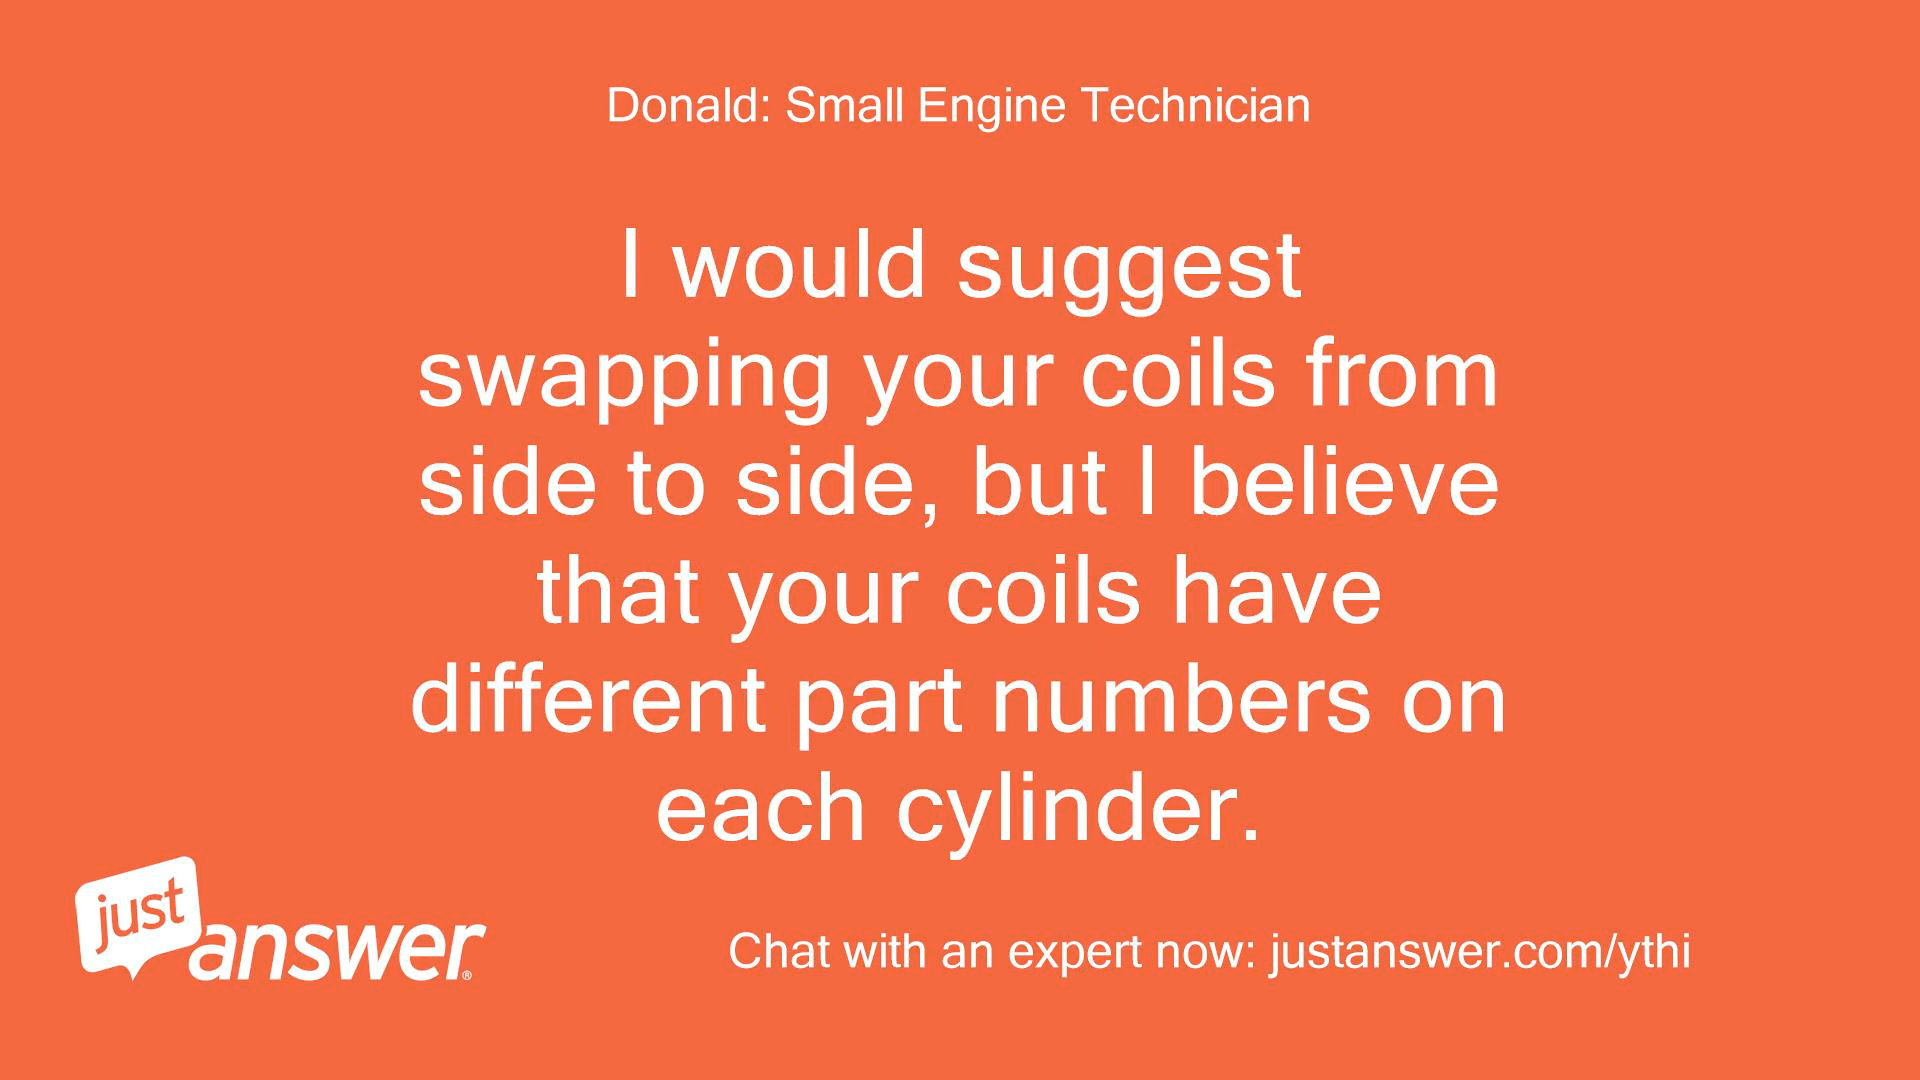 Donald: Small Engine Technician
I would suggest
swapping your coils from
side to side, but I believe
that your coils have
different part numbers on
each cylinder.
just
answer®
Chat with an expert now: justanswer.com/ythi